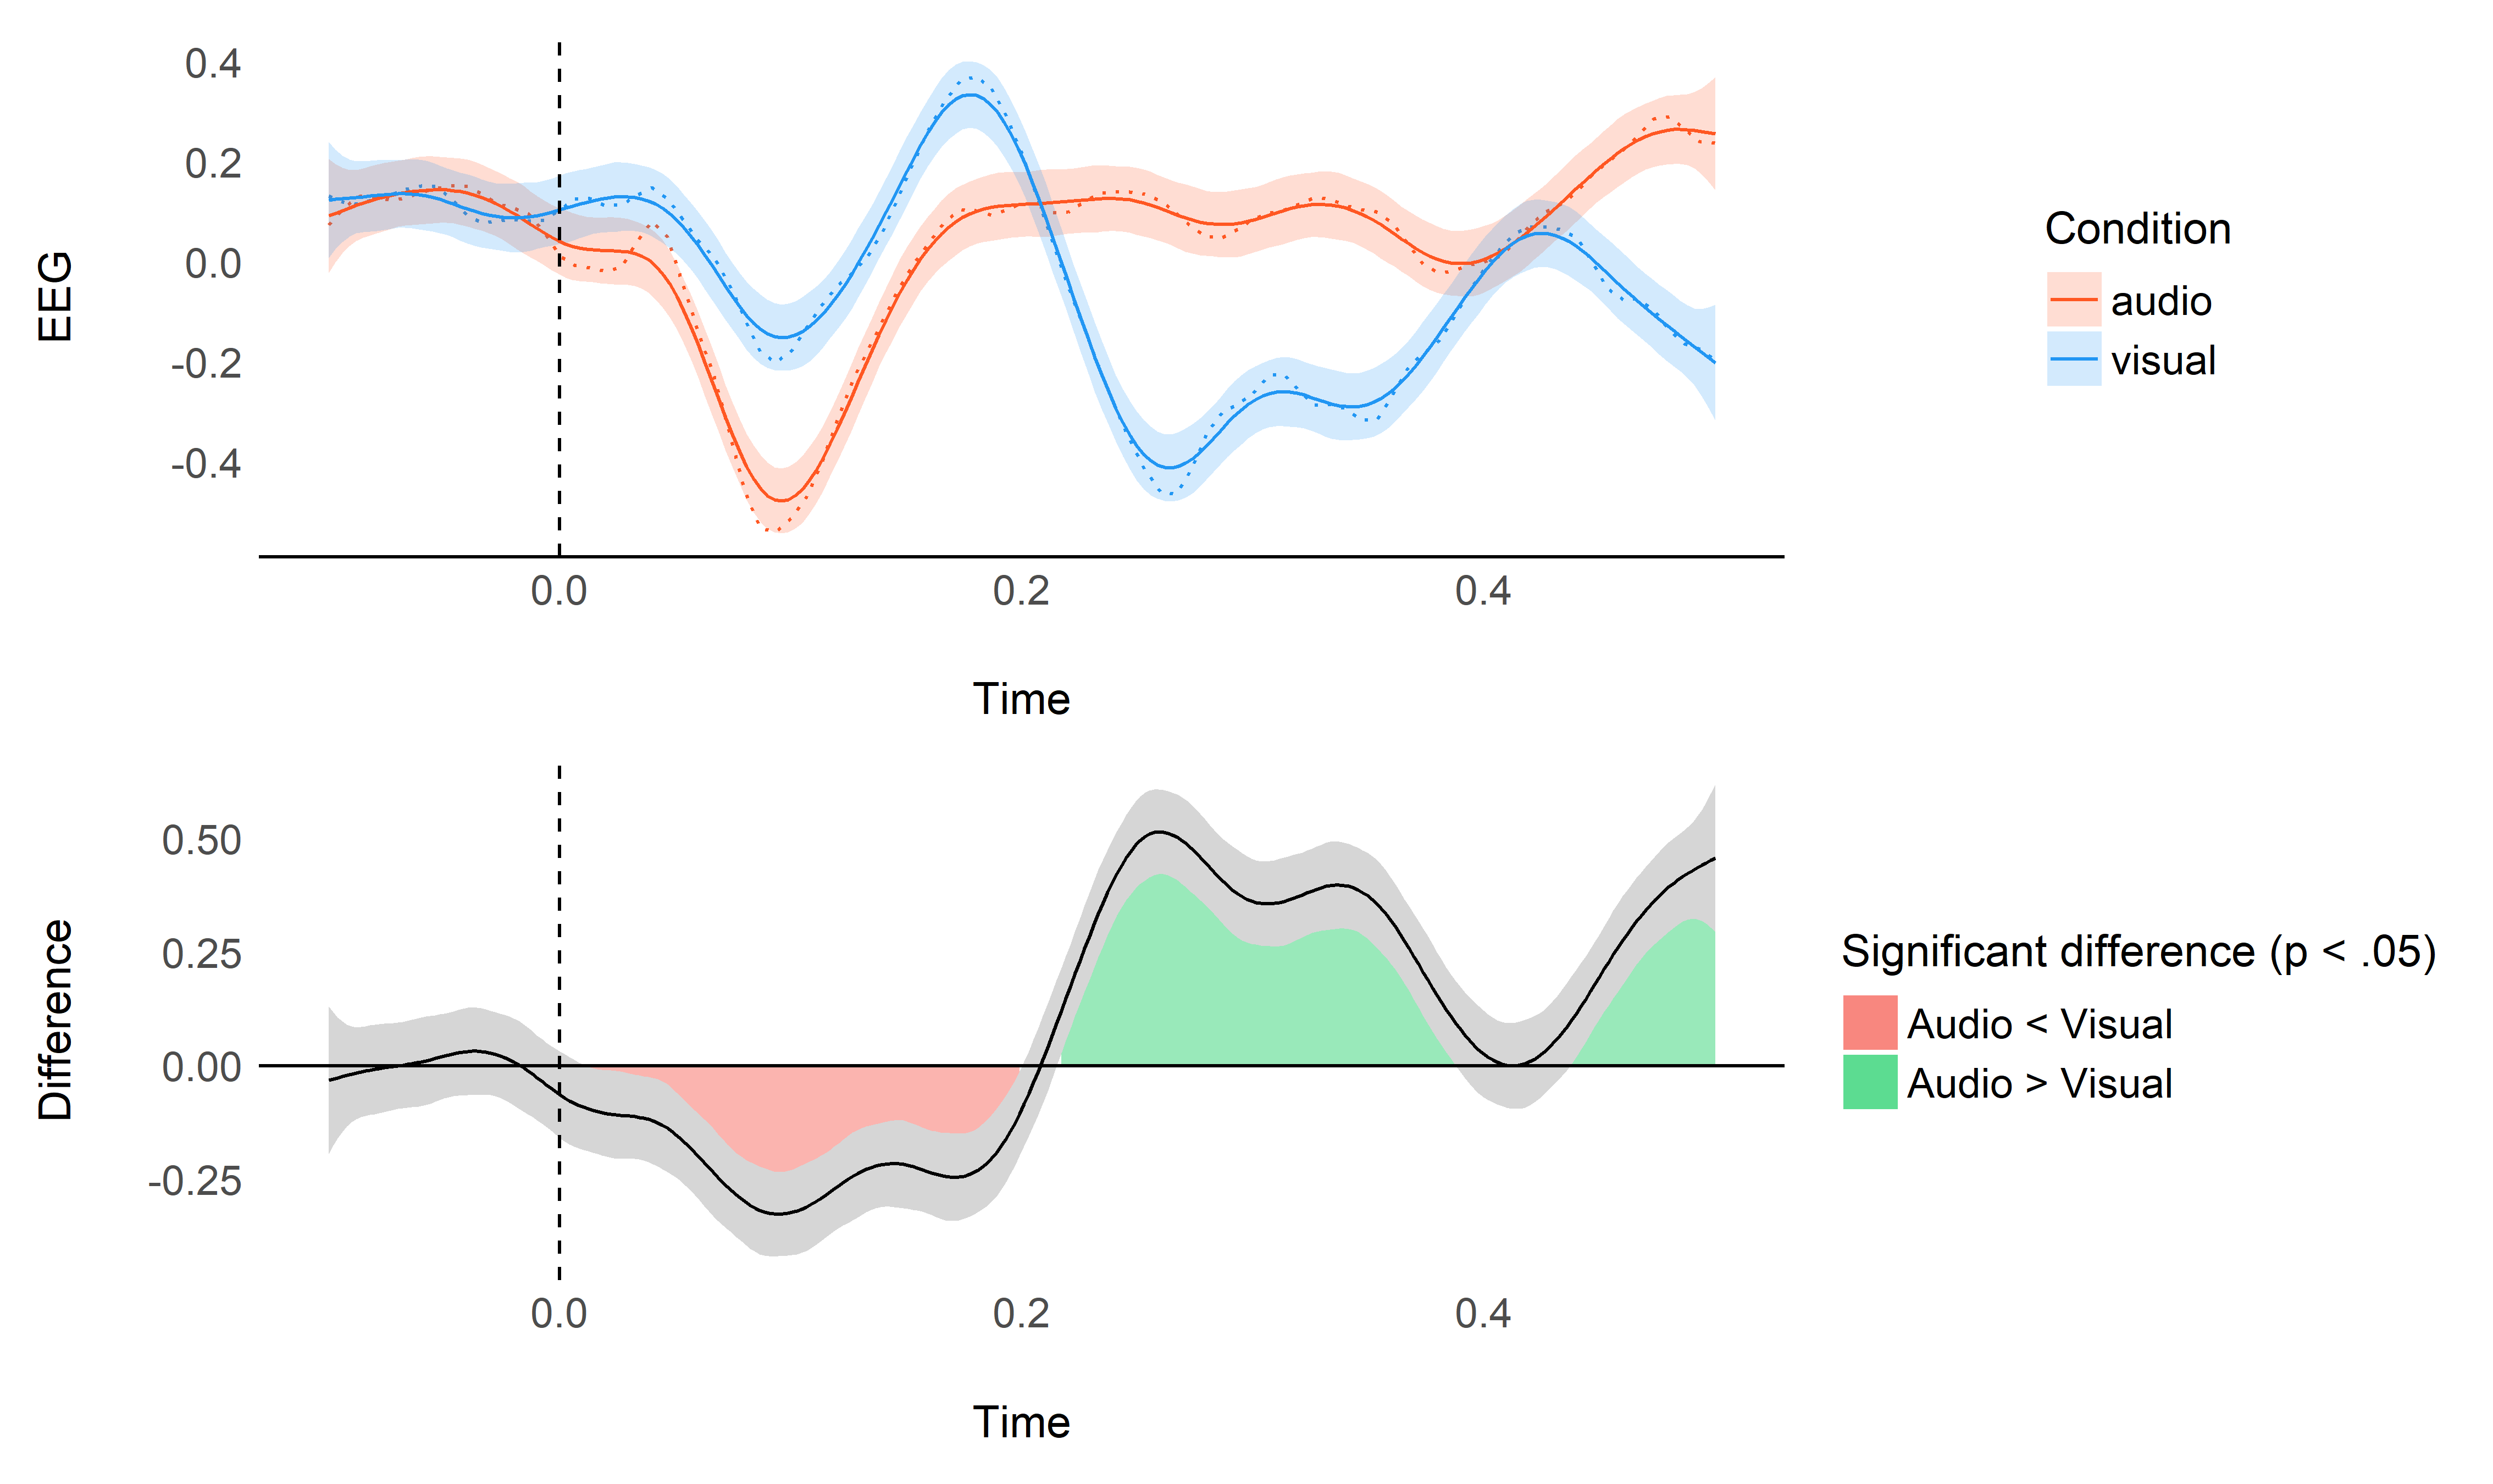 0.4
0.2
0.0
-0.2
-0.4
EEG
0.0 0.2 0.4
Time
Condition
audio
visual
0.50
0.25
0.00
-0.25
Difference
0.0 0.2 0.4
Time
Significant difference (p < .05)
Audio < Visual
Audio > Visual